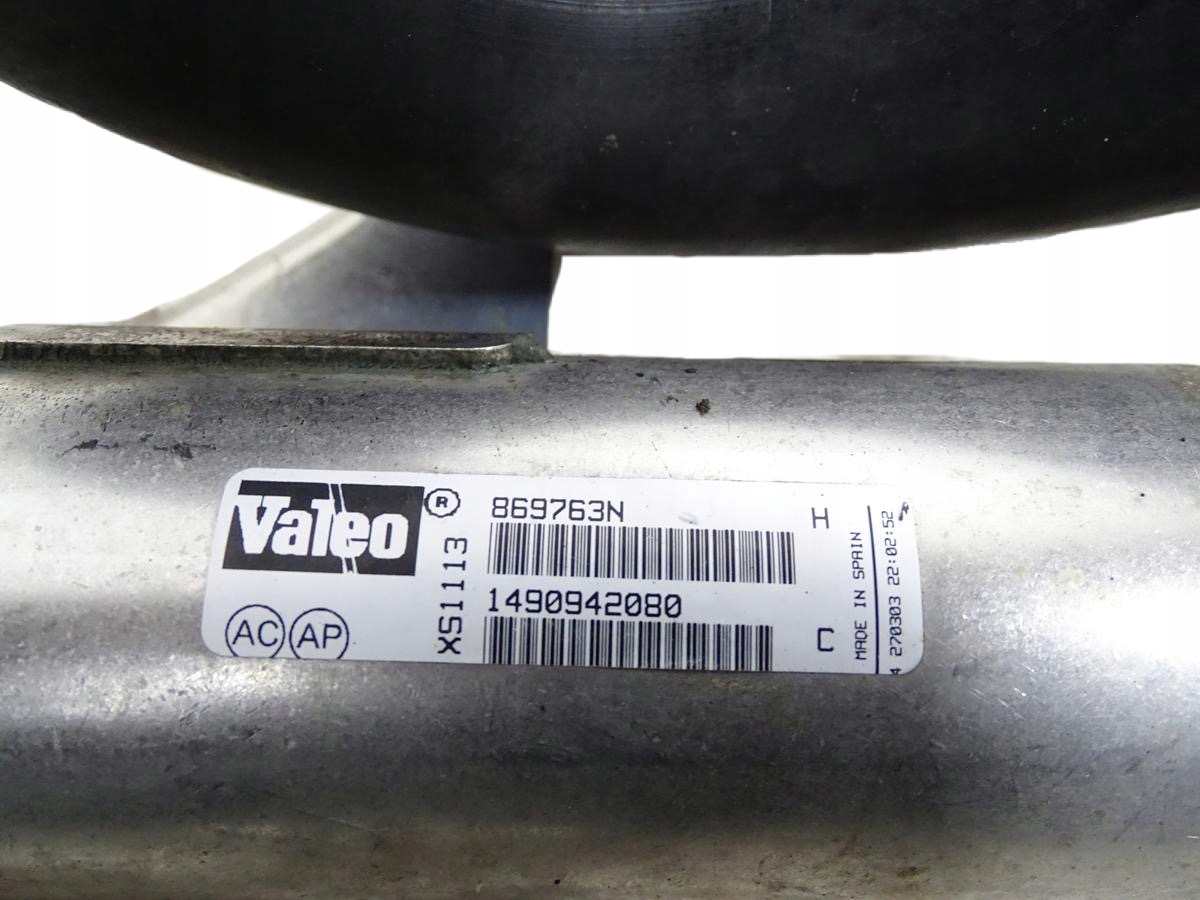 Valeo ®
869763N
H
XS1113
1490942080
C
AC AP
MADE IN SPAIN
270303 22:02:52